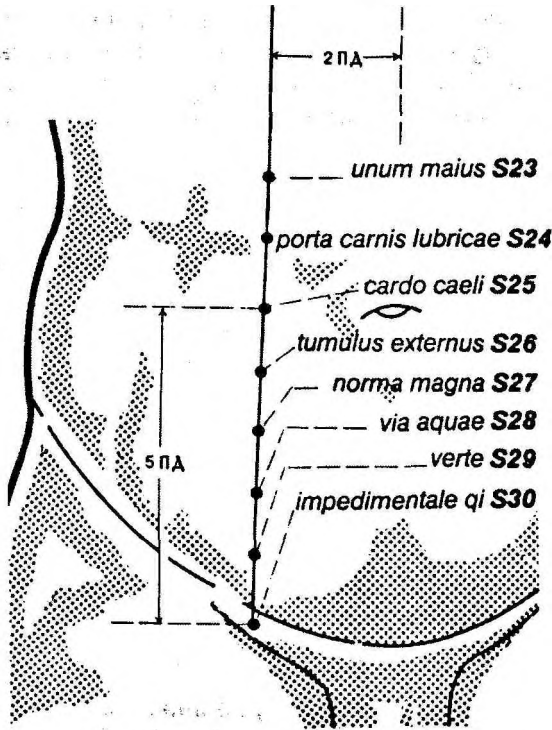 2 ПД
unum maius S23
porta carnis lubricae S24
cardo caeli S25
tumulus externus S26
norma magna S27
via aquae S28
verte S29
5 ПД
impedimentale qi S30